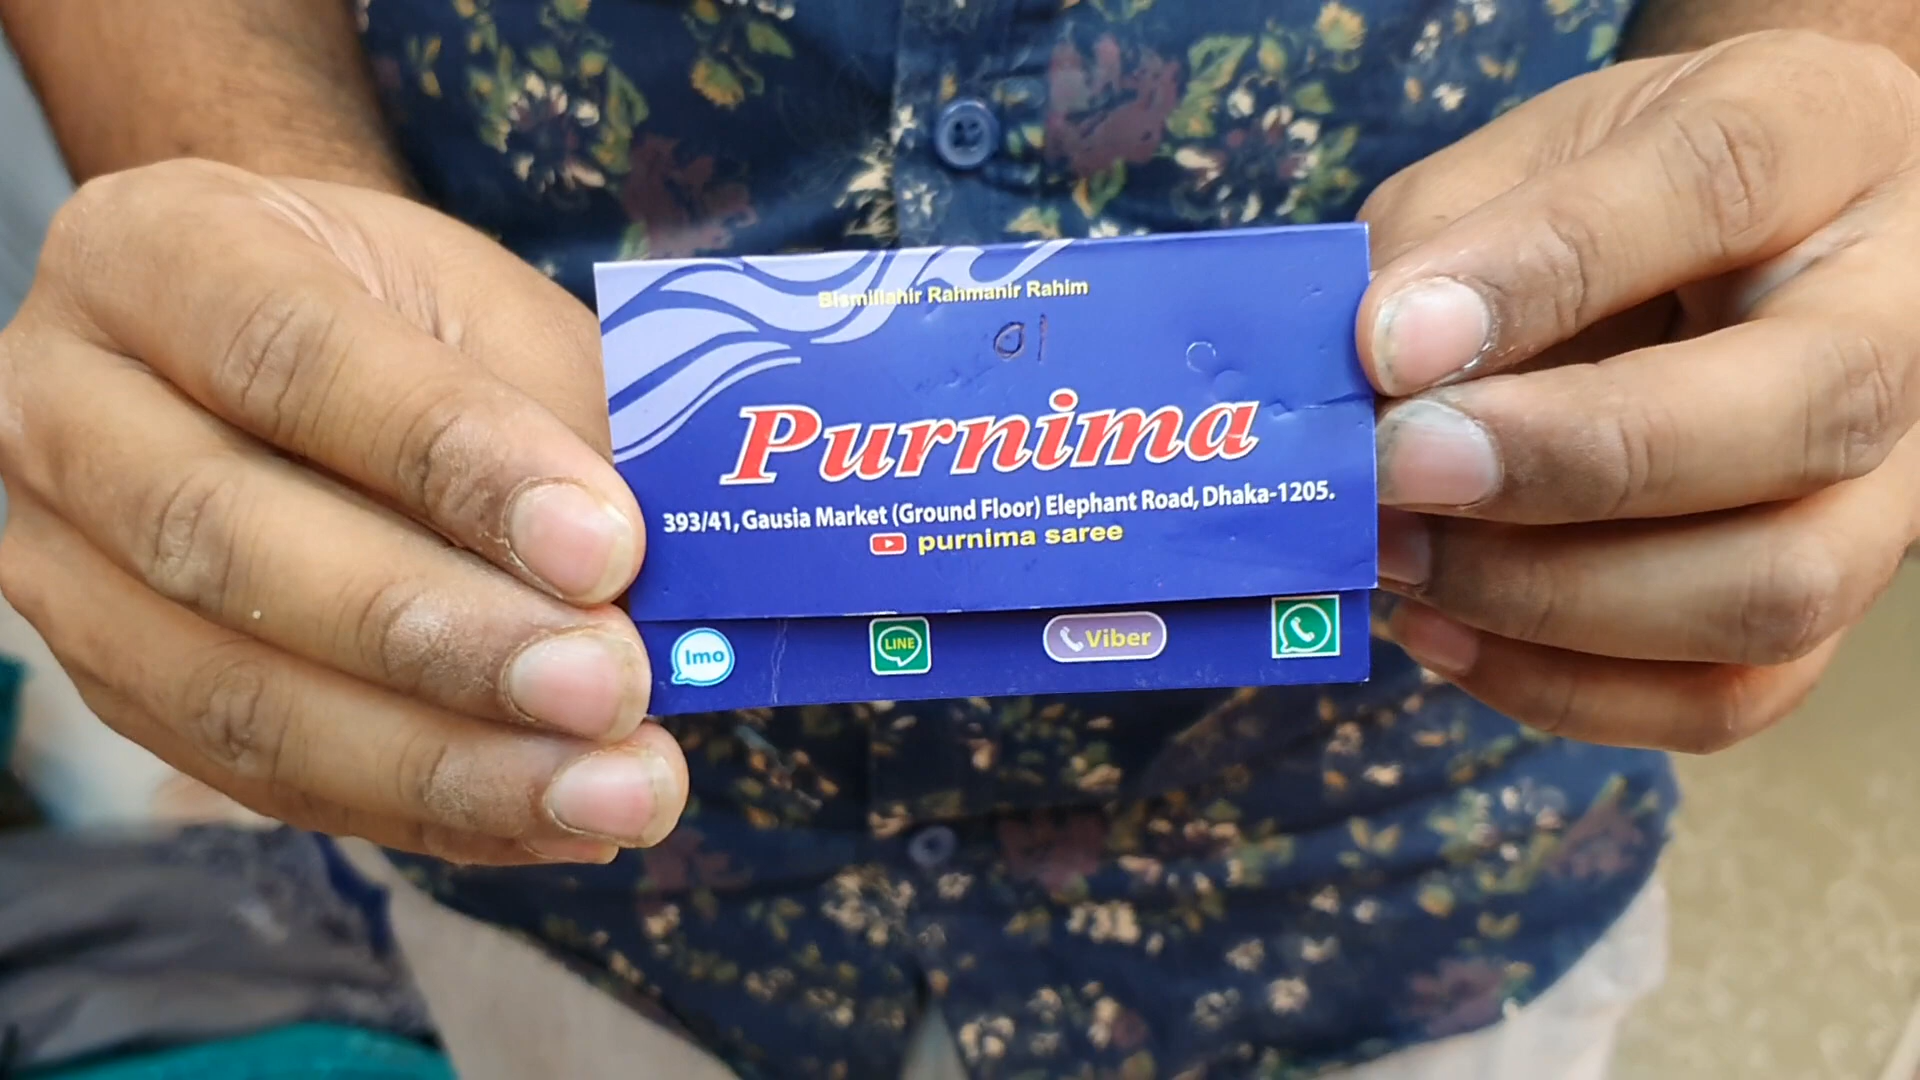 Bismillahir Rahmanir Rahim
01
Purnima
393/41, Gausia Market (Ground Floor) Elephant Road, Dhaka-1205.
purnima saree
Imo LINE Viber